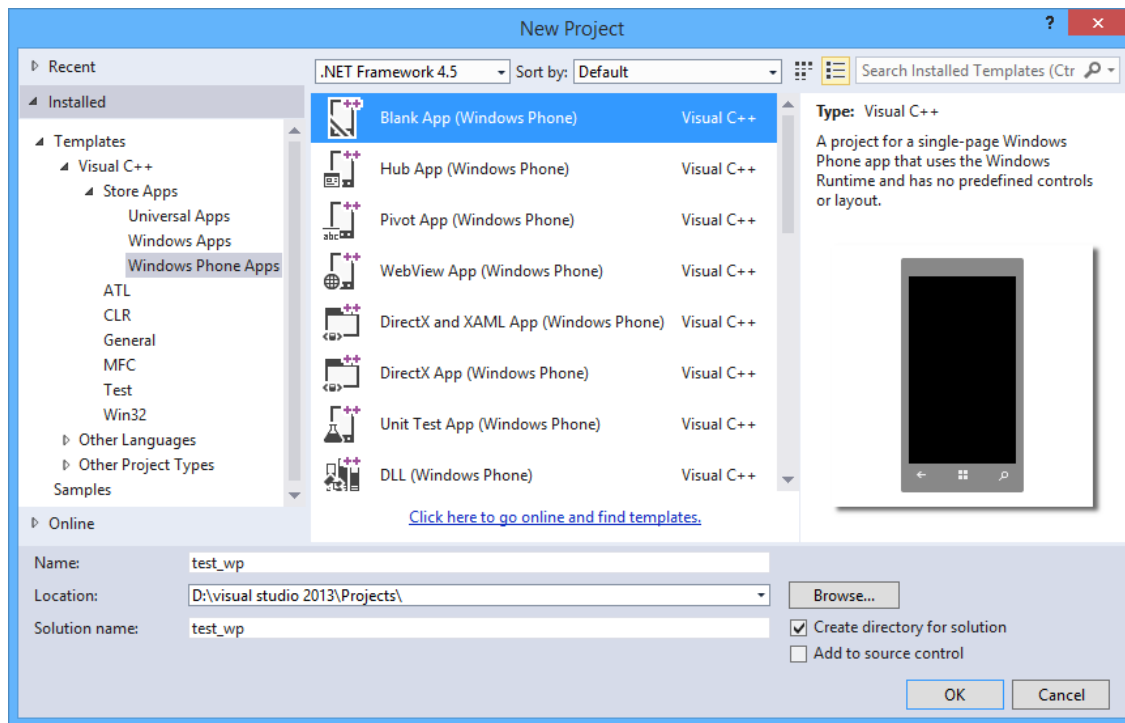 New Project
?
Recent
Installed
Templates
Visual C++
Store Apps
Universal Apps
Windows Apps
Windows Phone Apps
ATL
CLR
General
MFC
Test
Win32
Other Languages
Other Project Types
Samples
Online
.NET Framework 4.5 Sort by: Default
Search Installed Templates (Ctr
Blank App (Windows Phone) Visual C++
Hub App (Windows Phone) Visual C++
abc
Pivot App (Windows Phone) Visual C++
WebView App (Windows Phone) Visual C++
DirectX and XAML App (Windows Phone) Visual C++
DirectX App (Windows Phone) Visual C++
Unit Test App (Windows Phone) Visual C++
DLL (Windows Phone) Visual C++
Click here to go online and find templates.
Type: Visual C++
A project for a single-page Windows
Phone app that uses the Windows
Runtime and has no predefined controls
or layout.
Name: test_wp
Location: D:\visual studio 2013\Projects\
Browse...
Solution name: test_wp
Create directory for solution
Add to source control
OK Cancel